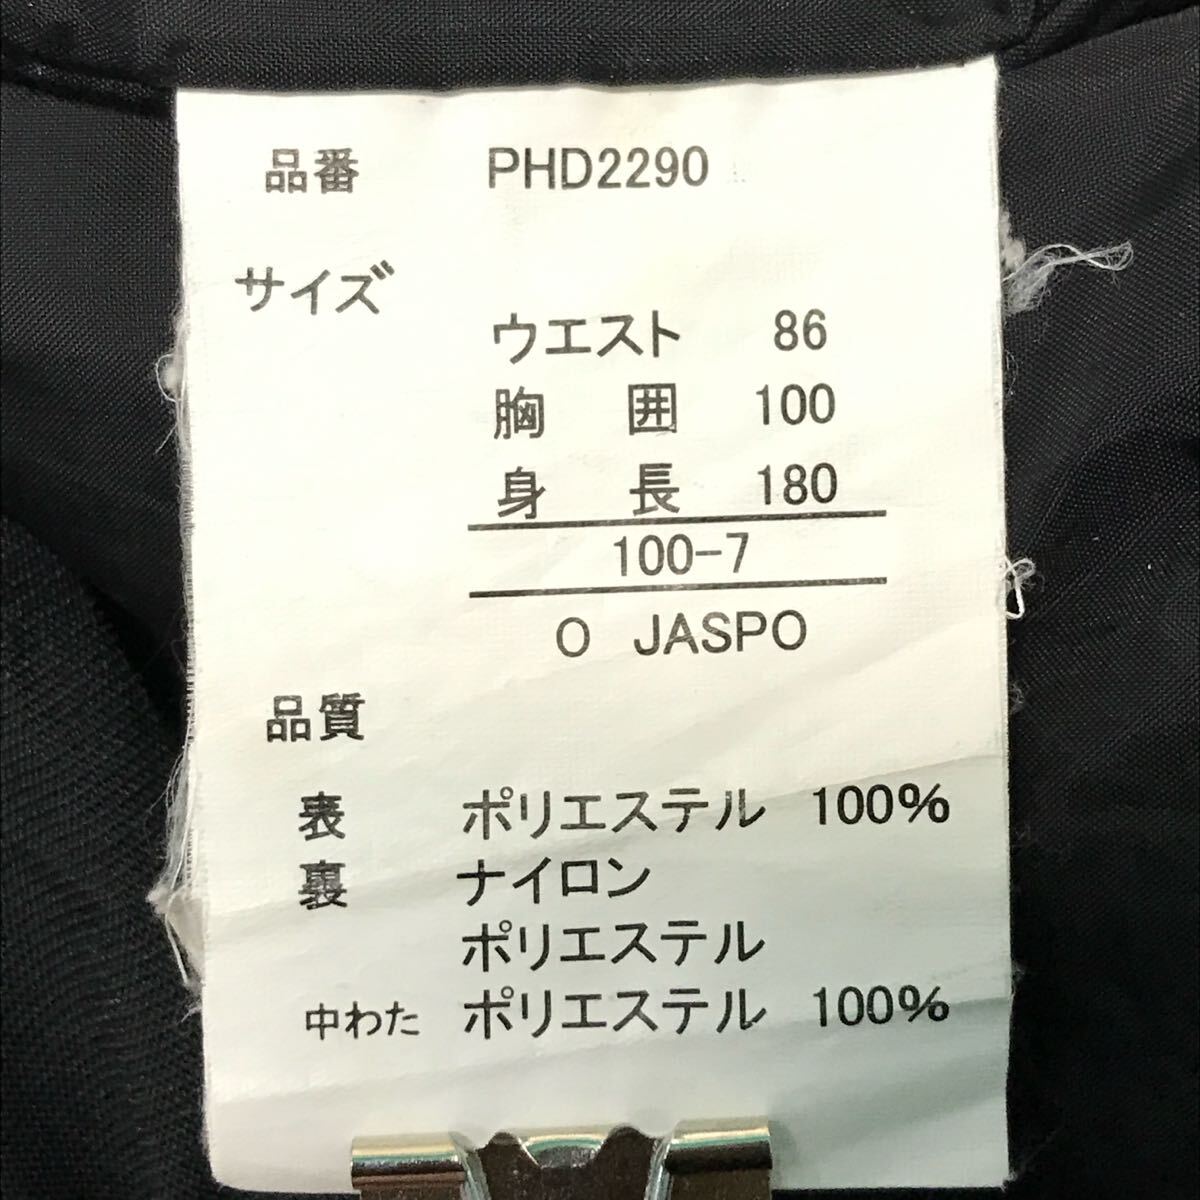 品番 PHD2290
サイズ
ウエスト 86
胸囲 100
身長 180
100-7
O JASPO
品質
表 ポリエステル 100%
裏 ナイロン
ポリエステル
中わた ポリエステル 100%